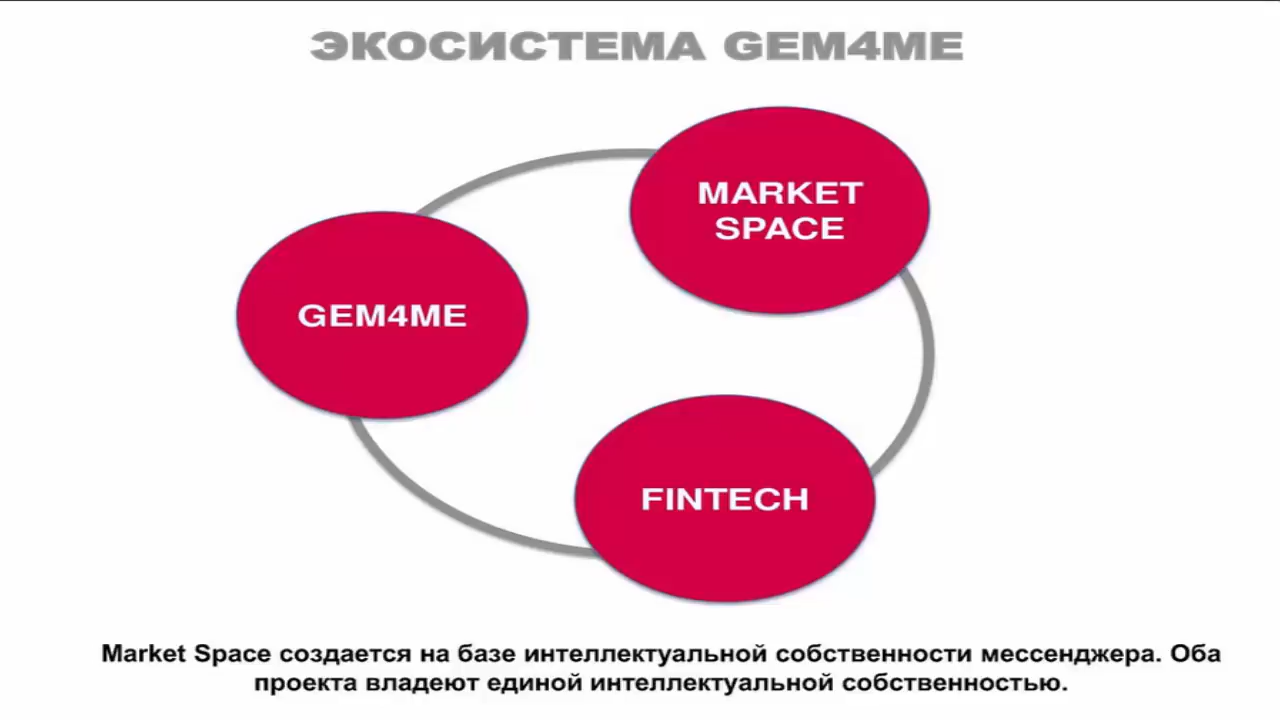 ЭКОСИСТЕМА GEM4ME
MARKET
SPACE
GEM4ME
FINTECH
Market Space создается на базе интеллектуальной собственности мессенджера. Оба
проекта владеют единой интеллектуальной собственностью.